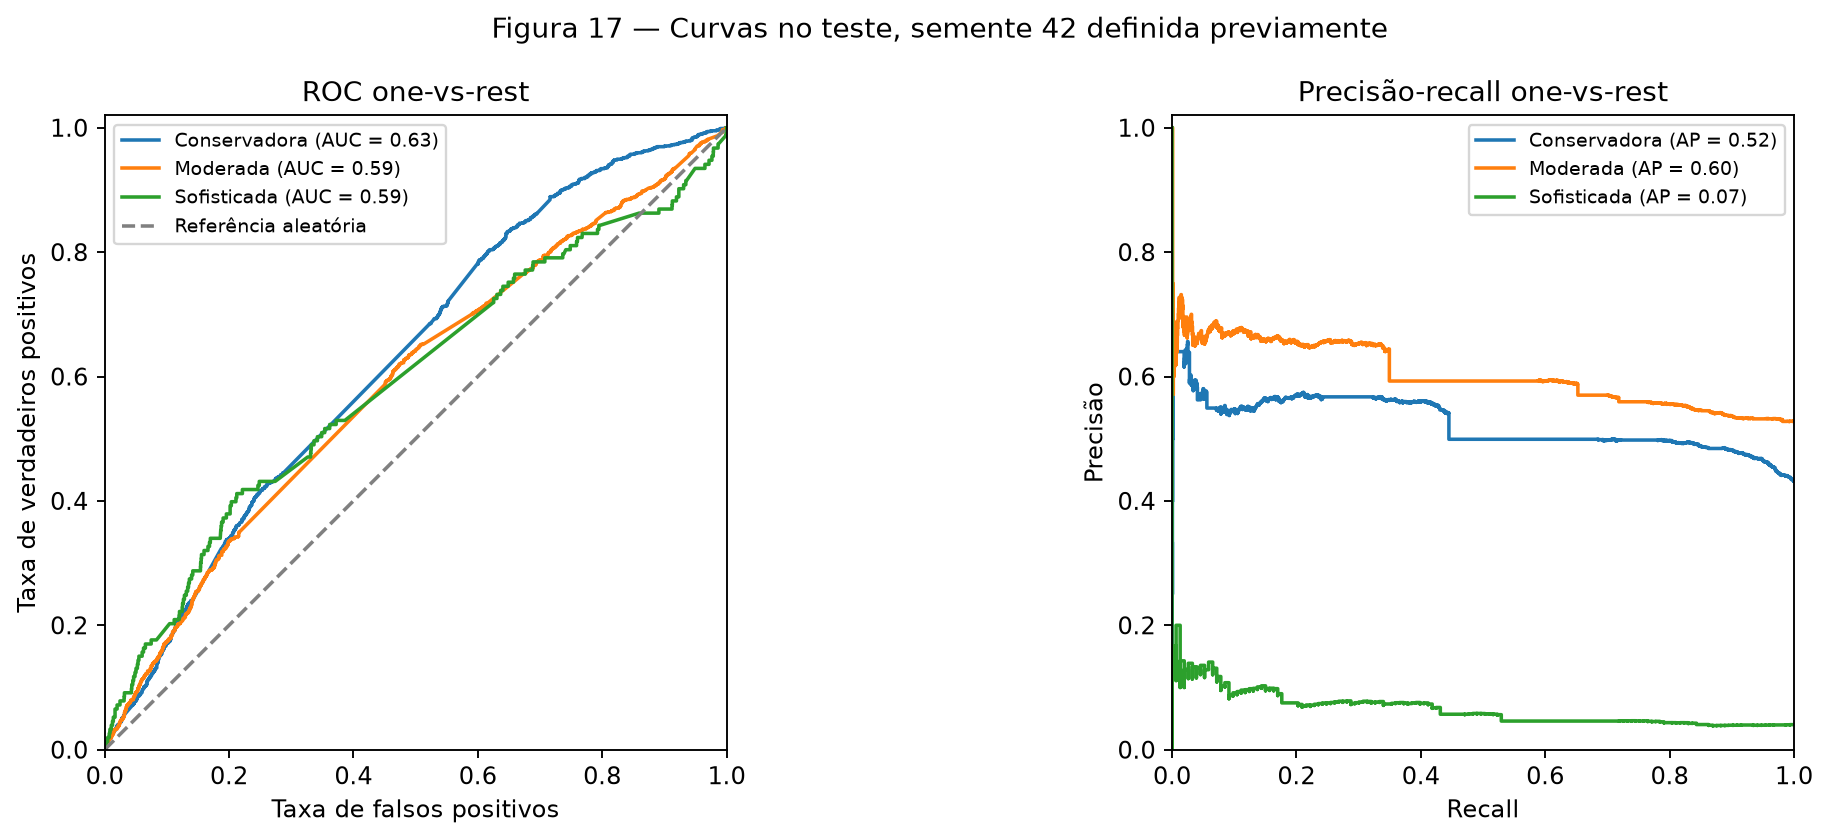 Figura 17 — Curvas no teste, semente 42 definida previamente
ROC one-vs-rest
Conservadora (AUC = 0.63)
Moderada (AUC = 0.59)
Sofisticada (AUC = 0.59)
Referência aleatória
Taxa de verdadeiros positivos
1.0
0.8
0.6
0.4
0.2
0.0
0.0 0.2 0.4 0.6 0.8 1.0
Taxa de falsos positivos
Precisão-recall one-vs-rest
Conservadora (AP = 0.52)
Moderada (AP = 0.60)
Sofisticada (AP = 0.07)
Precisão
1.0
0.8
0.6
0.4
0.2
0.0
0.0 0.2 0.4 0.6 0.8 1.0
Recall